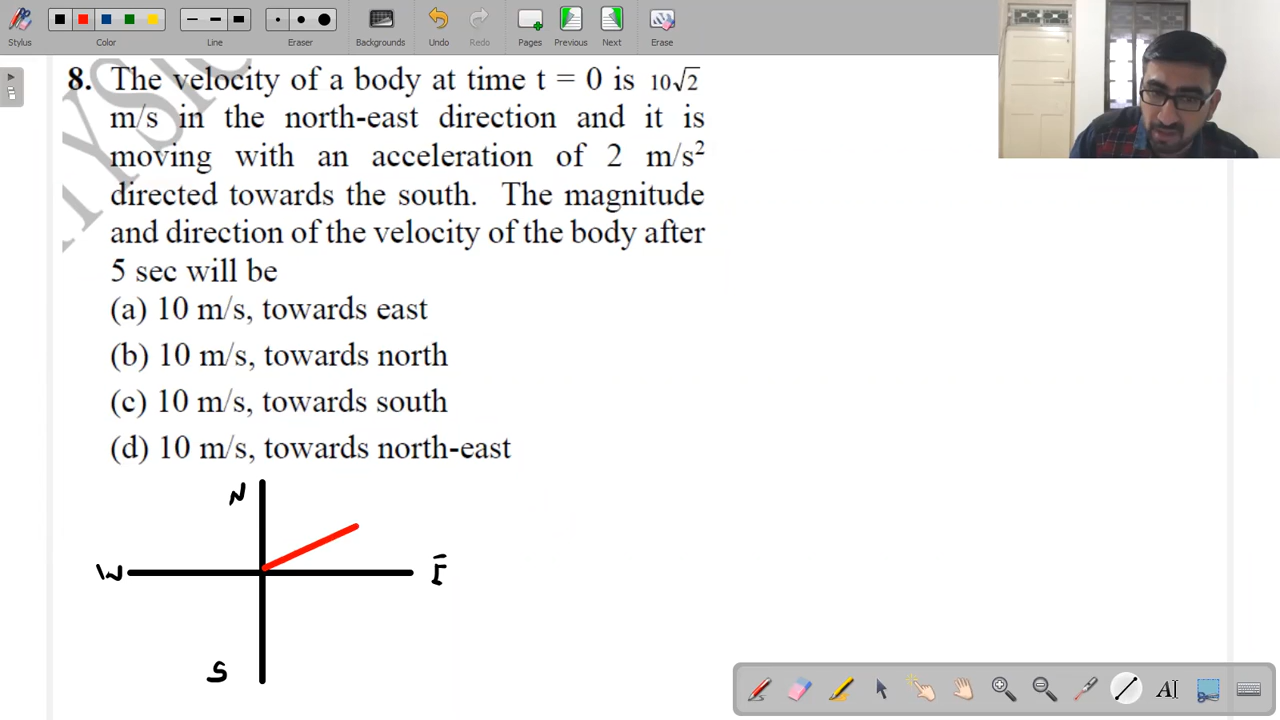 Stylus
Color
Line
Eraser
Backgrounds
Undo
Redo
Pages
Previous
Next
Erase
8. The velocity of a body at time t = 0 is 10√2
m/s in the north-east direction and it is
moving with an acceleration of 2 m/s²
directed towards the south. The magnitude
and direction of the velocity of the body after
5 sec will be
(a) 10 m/s, towards east
(b) 10 m/s, towards north
(c) 10 m/s, towards south
(d) 10 m/s, towards north-east
N
W
E
S
AI